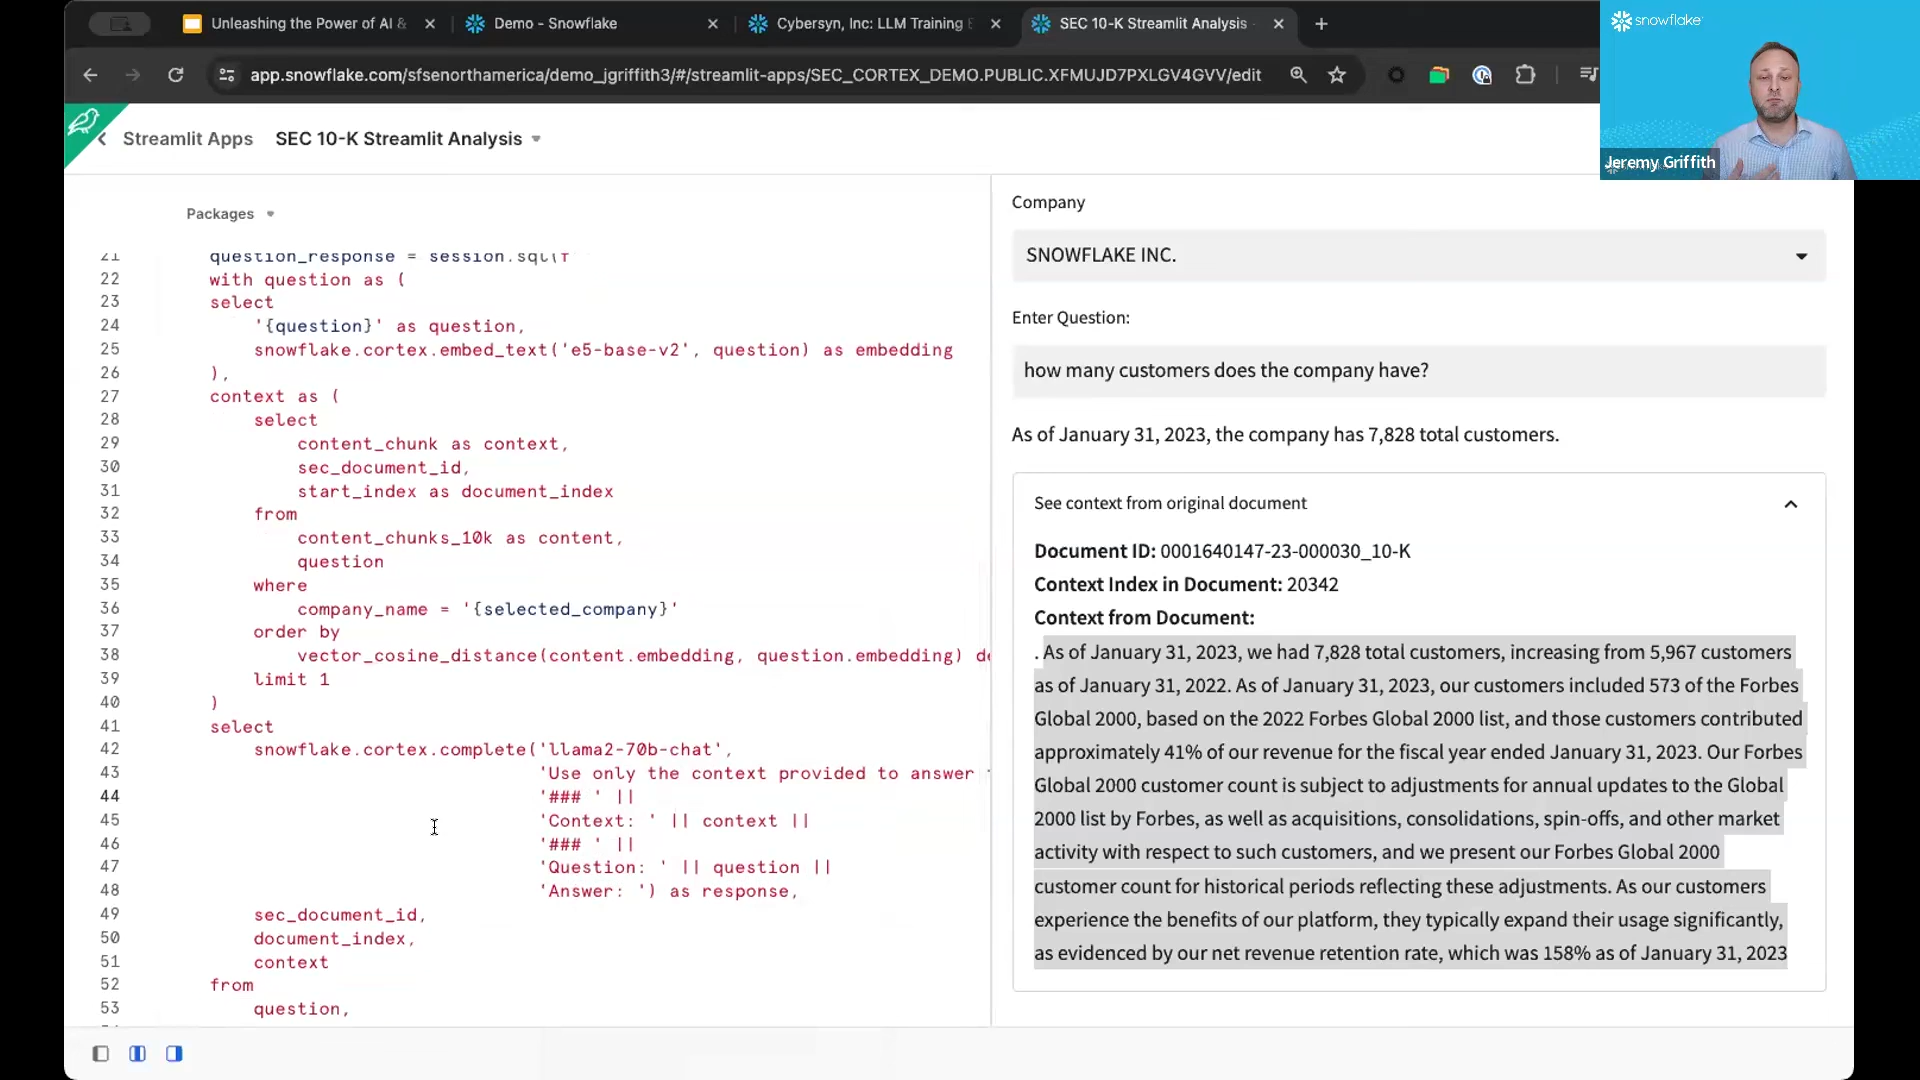 Unleashing the Power of AI &
Demo - Snowflake
Cybersyn, Inc: LLM Training
SEC 10-K Streamlit Analysis
app.snowflake.com/sfsenorthamerica/demo_jgriffith3/#/streamlit-apps/SEC_CORTEX_DEMO.PUBLIC.XFMUJD7PXLGV4GVV/edit
snowflake
Jeremy Griffith
Streamlit Apps
SEC 10-K Streamlit Analysis
Packages
21 question_response = session.sql(f
22 with question as (
23 select
24 '{question}' as question,
25 snowflake.cortex.embed_text('e5-base-v2', question) as embedding
26 ),
27 context as (
28 select
29 content_chunk as context,
30 sec_document_id,
31 start_index as document_index
32 from
33 content_chunks_10k as content,
34 question
35 where
36 company_name = '{selected_company}'
37 order by
38 vector_cosine_distance(content.embedding, question.embedding)
39 limit 1
40 )
41 select
42 snowflake.cortex.complete('llama2-70b-chat',
43 'Use only the context provided to answer
44 '### ' ||
45 'Context: ' || context ||
46 '### ' ||
47 'Question: ' || question ||
48 'Answer: ') as response,
49 sec_document_id,
50 document_index,
51 context
52 from
53 question,
Company
SNOWFLAKE INC.
Enter Question:
how many customers does the company have?
As of January 31, 2023, the company has 7,828 total customers.
See context from original document
Document ID: 0001640147-23-000030_10-K
Context Index in Document: 20342
Context from Document:
. As of January 31, 2023, we had 7,828 total customers, increasing from 5,967 customers
as of January 31, 2022. As of January 31, 2023, our customers included 573 of the Forbes
Global 2000, based on the 2022 Forbes Global 2000 list, and those customers contributed
approximately 41% of our revenue for the fiscal year ended January 31, 2023. Our Forbes
Global 2000 customer count is subject to adjustments for annual updates to the Global
2000 list by Forbes, as well as acquisitions, consolidations, spin-offs, and other market
activity with respect to such customers, and we present our Forbes Global 2000
customer count for historical periods reflecting these adjustments. As our customers
experience the benefits of our platform, they typically expand their usage significantly,
as evidenced by our net revenue retention rate, which was 158% as of January 31, 2023